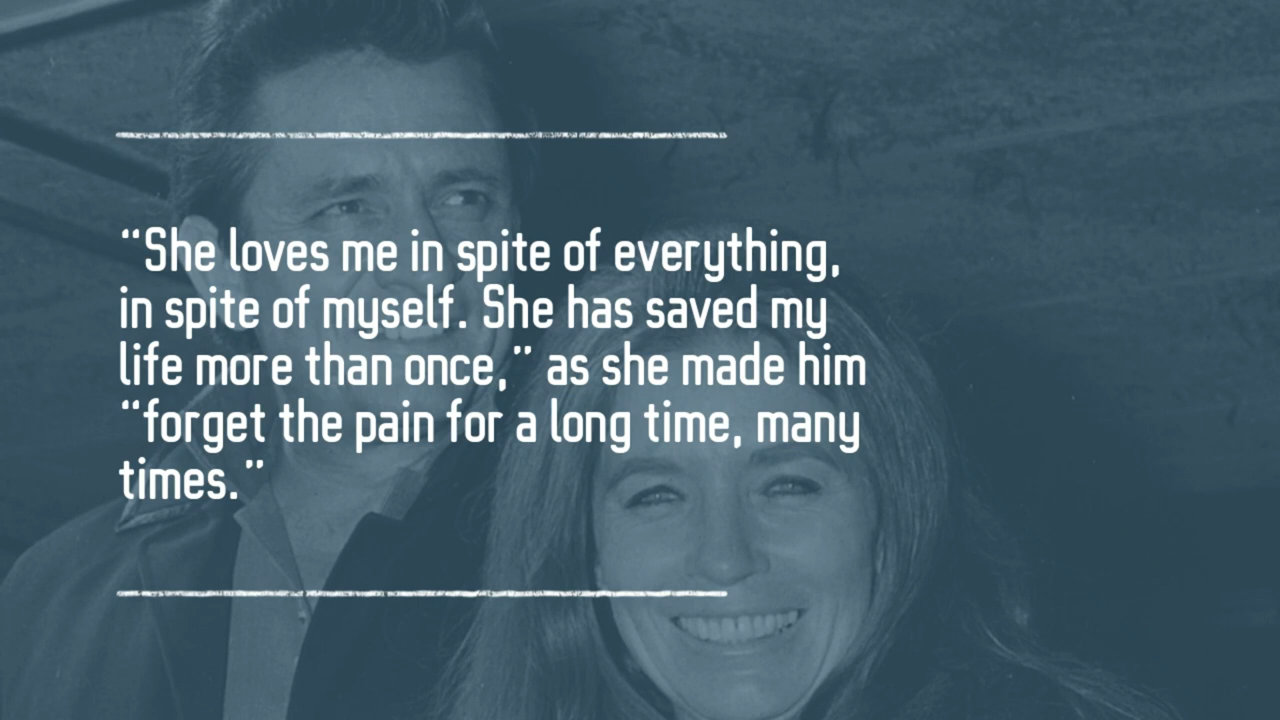 “She loves me in spite of everything,
in spite of myself. She has saved my
life more than once,” as she made him
“forget the pain for a long time, many
times.”